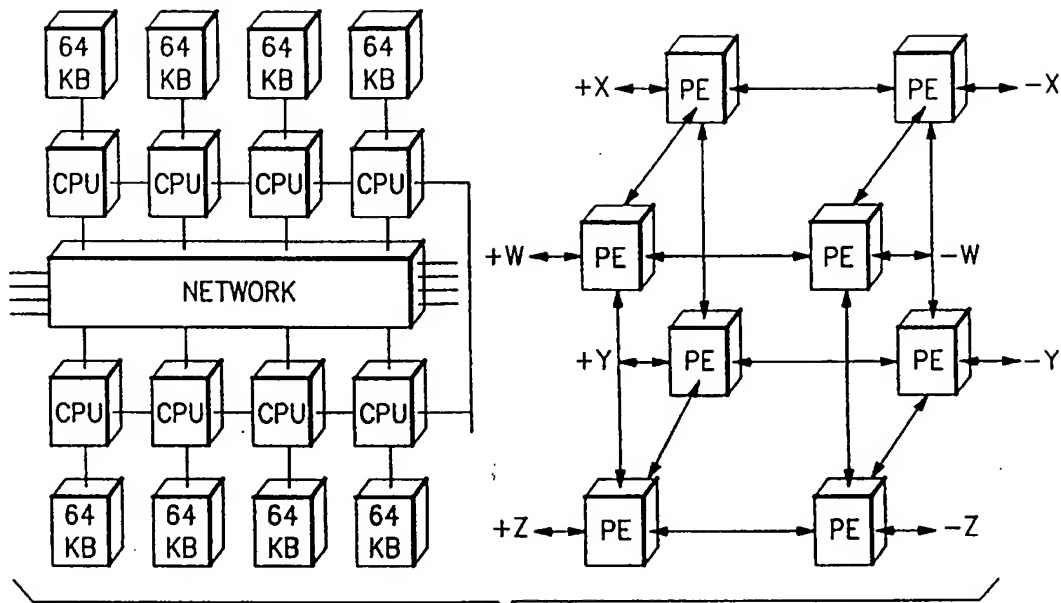 64 KB
64 KB
64 KB
64 KB
CPU
CPU
CPU
CPU
NETWORK
CPU
CPU
CPU
CPU
64 KB
64 KB
64 KB
64 KB
+X
PE
PE
-X
+W
PE
PE
-W
+Y
PE
PE
-Y
+Z
PE
PE
-Z